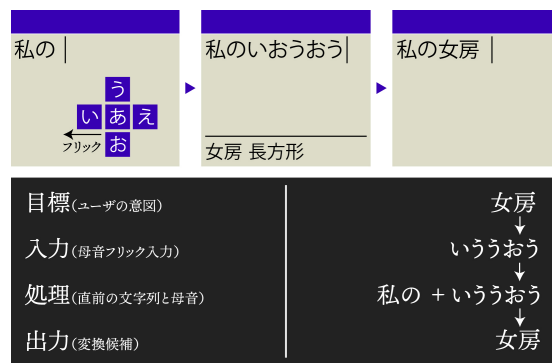 私の
う
いあえ
お
フリック
私のいおうおう
女房 長方形
私の女房
目標(ユーザの意図)
女房
入力(母音フリック入力)
いううおう
処理(直前の文字列と母音)
私の + いううおう
出力(変換候補)
女房